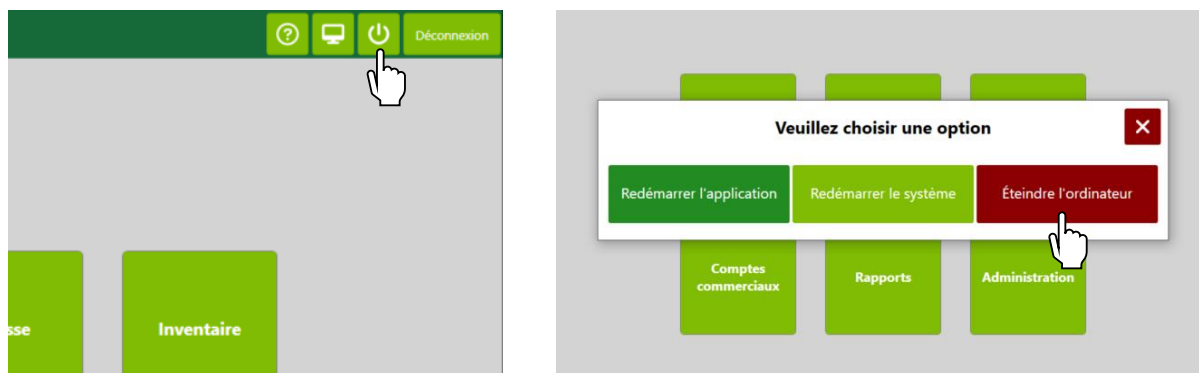 Déconnexion
sse
Inventaire
Veuillez choisir une option
Redémarrer l'application
Redémarrer le système
Éteindre l'ordinateur
Comptes
commerciaux
Rapports
Administration